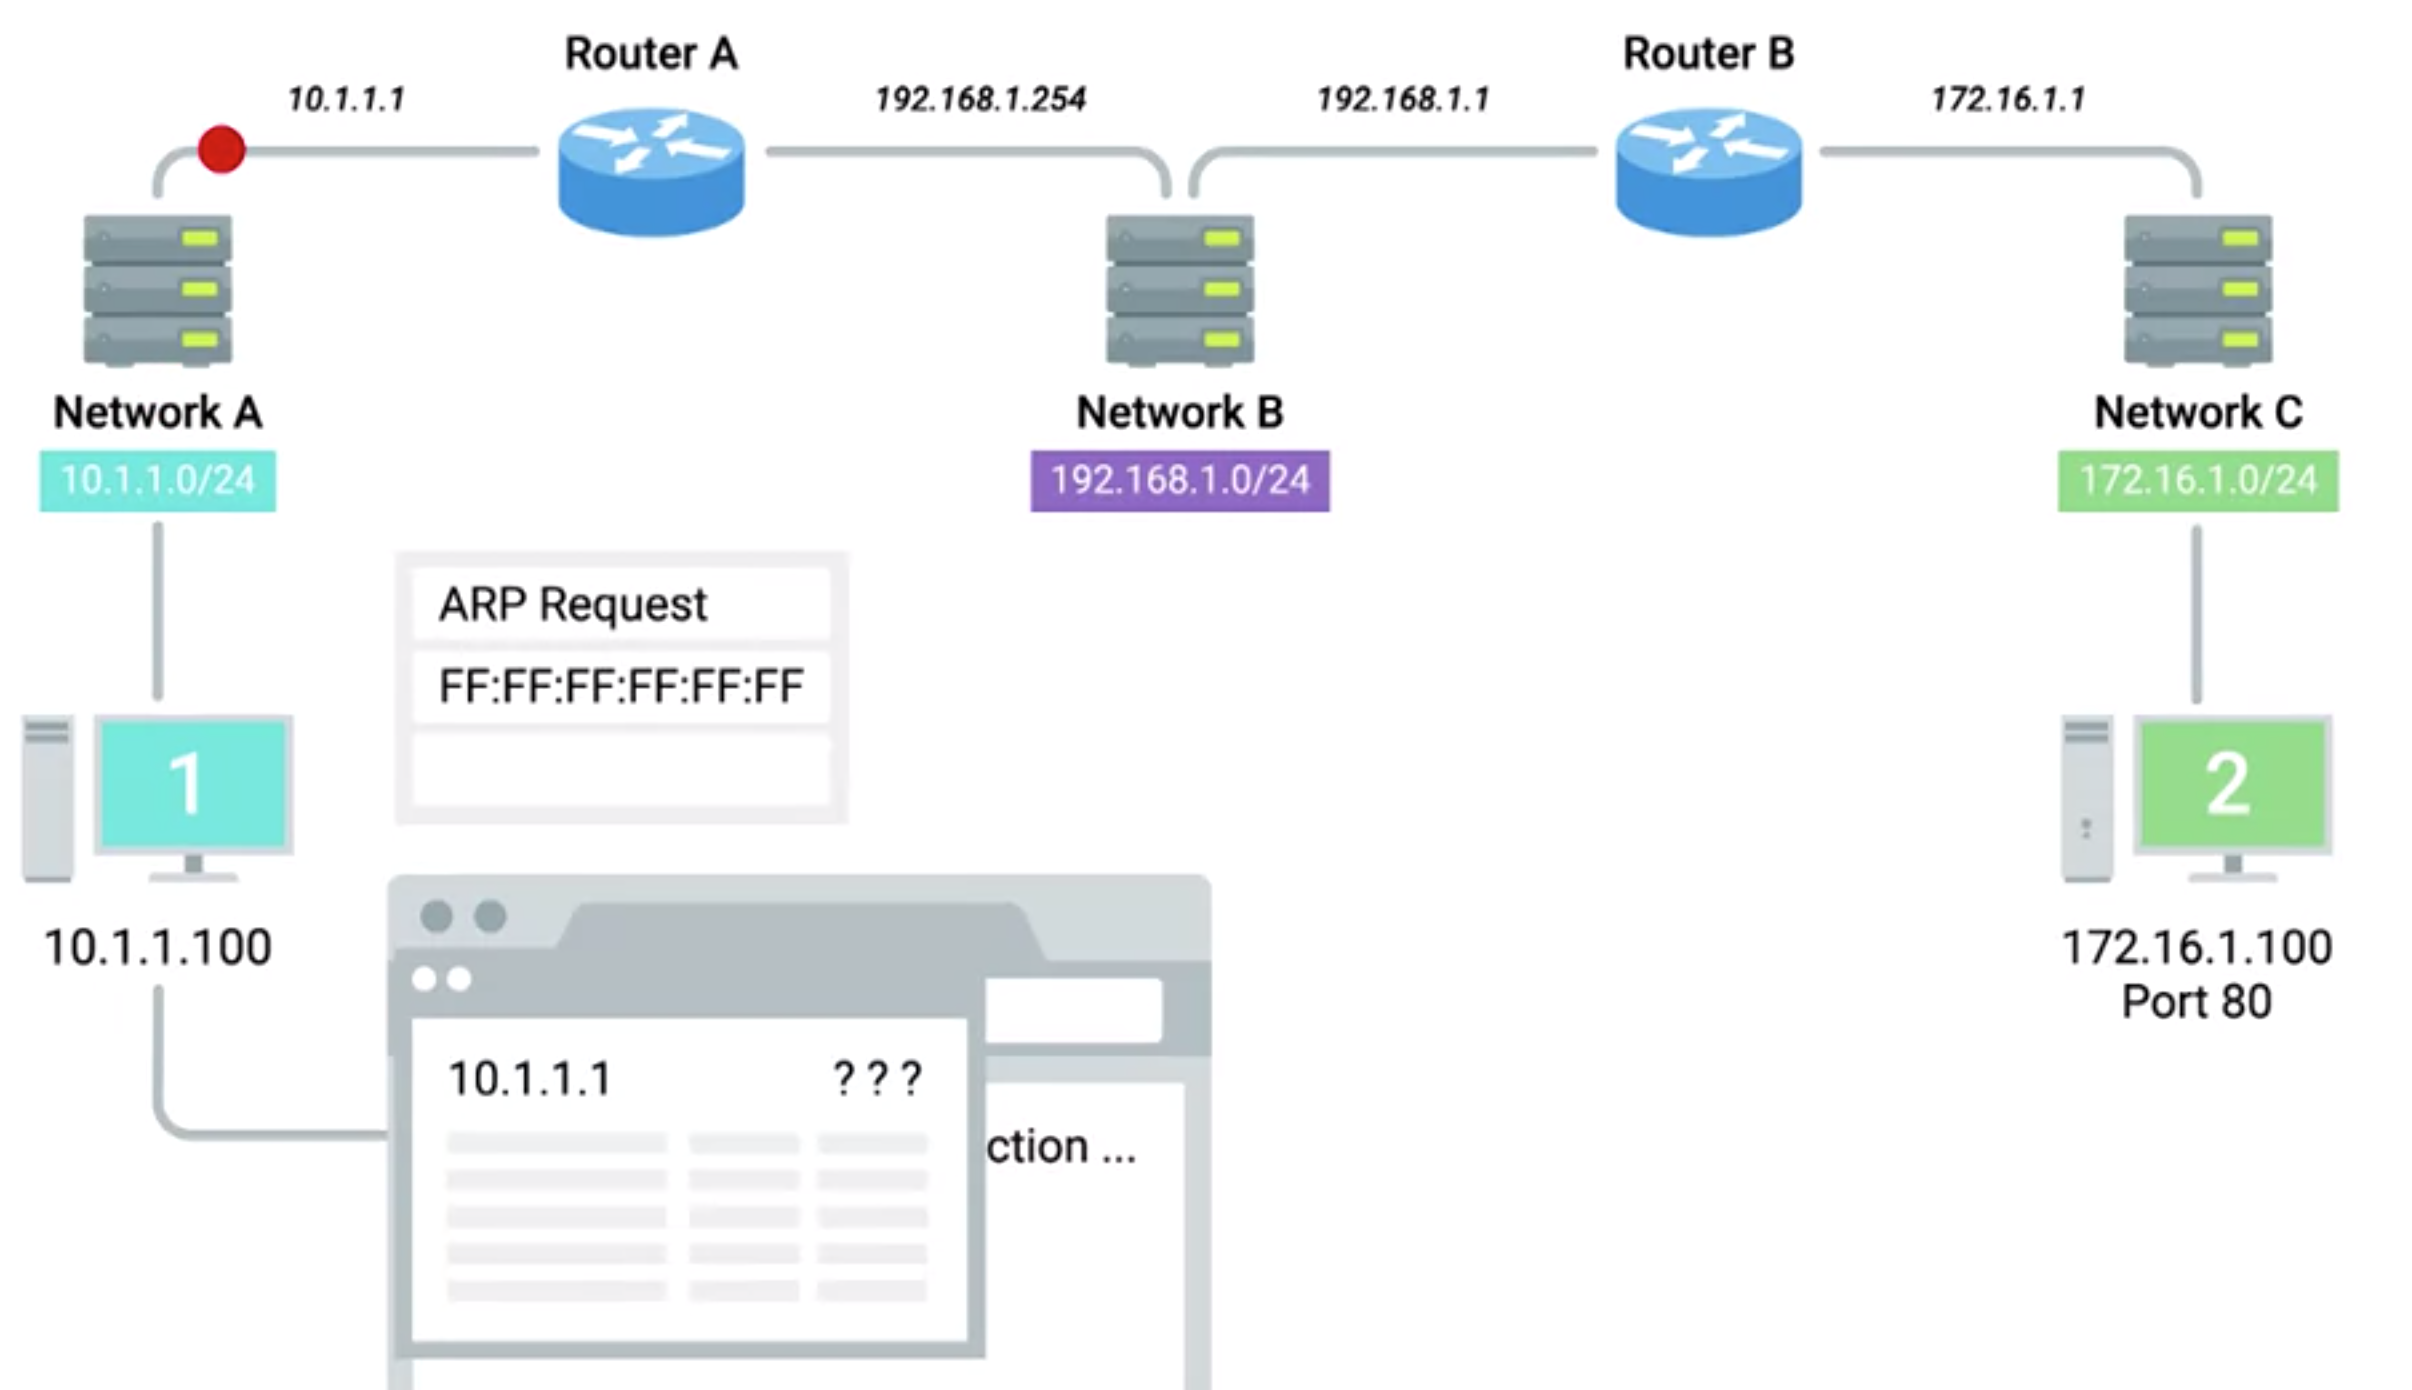 Router A
Router B
10.1.1.1
192.168.1.254
192.168.1.1
172.16.1.1
Network A
Network B
Network C
10.1.1.0/24
192.168.1.0/24
172.16.1.0/24
ARP Request
FF:FF:FF:FF:FF:FF
1
2
10.1.1.100
172.16.1.100
Port 80
10.1.1.1 ? ? ?
ction ...